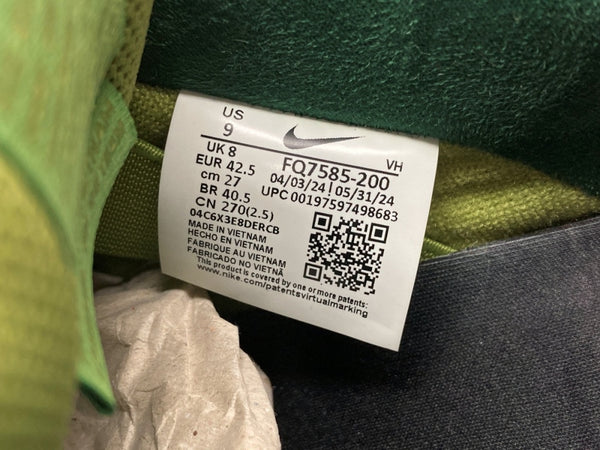 US
9
UK 8
EUR 42.5
cm 27
BR 40.5
CN 270(2.5)
04C6X3E8DERCB
VH
FQ7585-200
04/03/24 | 05/31/24
UPC 00197597498683
MADE IN VIETNAM
HECHO EN VIETNAM
FABRIQUE AU VIETNAM
FABRICADO NO VIETNÃ
This product is covered by one or more patents:
www.nike.com/patentsvirtualmarking